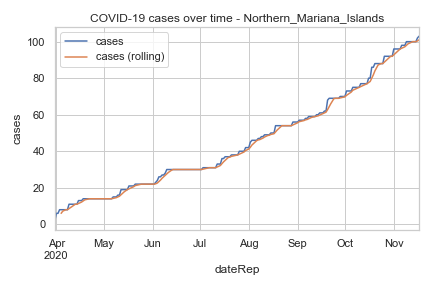 COVID-19 cases over time - Northern_Mariana_Islands
cases
cases (rolling)
100
80
60
40
20
0
cases
Apr May Jun Jul Aug Sep Oct Nov
2020
dateRep